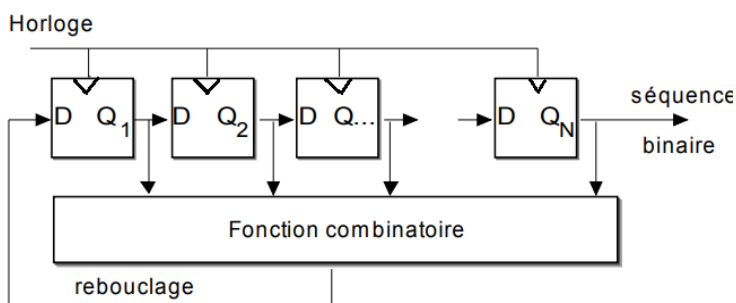 Horloge
D Q1 D Q2 D Q... D QN
séquence
binaire
Fonction combinatoire
rebouclage